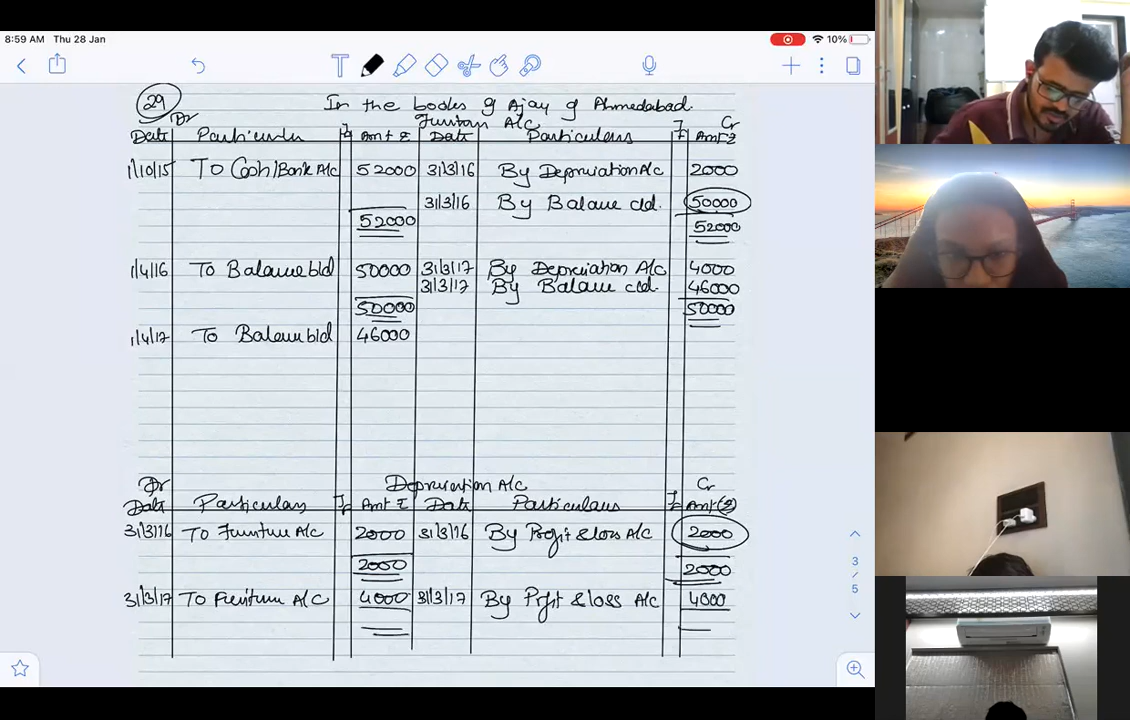 8:59 AM Thu 28 Jan 10%
T
29 In the books of Ajay of Ahmedabad.
Dr Furniture A/c Cr
Date Particulars J/F Amt ₹ Date Particulars J/F Amt ₹
1/10/15 To Cash/Bank A/c 52000 31/3/16 By Depreciation A/c 2000
31/3/16 By Balance c/d. 50000
52000 52000
1/4/16 To Balance b/d 50000 31/3/17 By Depreciation A/c 4000
31/3/17 By Balance c/d. 46000
50000 50000
1/4/17 To Balance b/d 46000
Dr Depreciation A/c Cr
Date Particulars J/F Amt ₹ Date Particulars J/F Amt (₹)
31/3/16 To Furniture A/c 2000 31/3/16 By Profit & loss A/c 2000
2000 2000
31/3/17 To Furniture A/c 4000 31/3/17 By Profit & loss A/c 4000
3
/
5